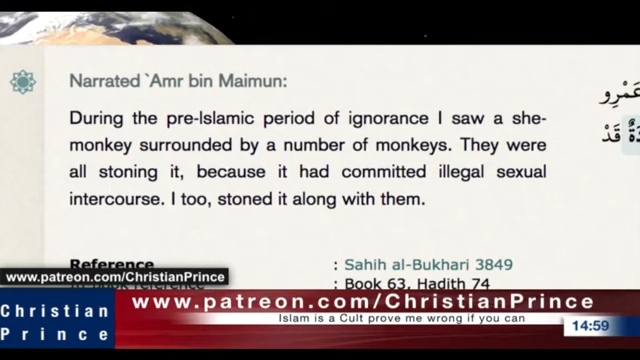 Narrated `Amr bin Maimun:
عَمْرِو
During the pre-Islamic period of ignorance I saw a she-
قَدْ
monkey surrounded by a number of monkeys. They were
all stoning it, because it had committed illegal sexual
intercourse. I too, stoned it along with them.
Reference : Sahih al-Bukhari 3849
www.patreon.com/ChristianPrince
: Book 63, Hadith 74
www.patreon.com/ChristianPrince
Christian
Prince
Islam is a Cult prove me wrong if you can
14:59